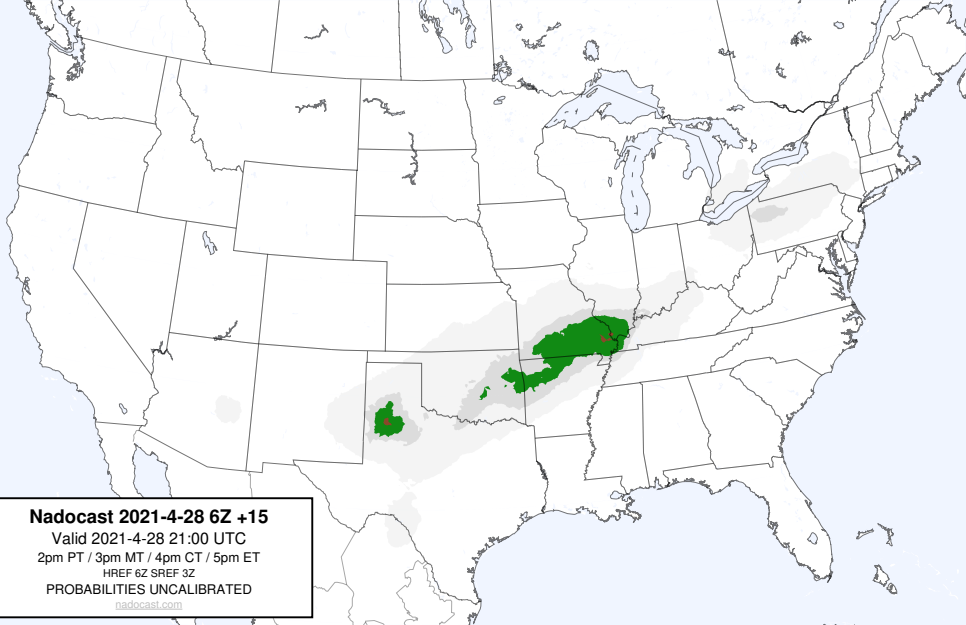 Nadocast 2021-4-28 6Z +15
Valid 2021-4-28 21:00 UTC
2pm PT / 3pm MT / 4pm CT / 5pm ET
HREF 6Z SREF 3Z
PROBABILITIES UNCALIBRATED
nadocast.com